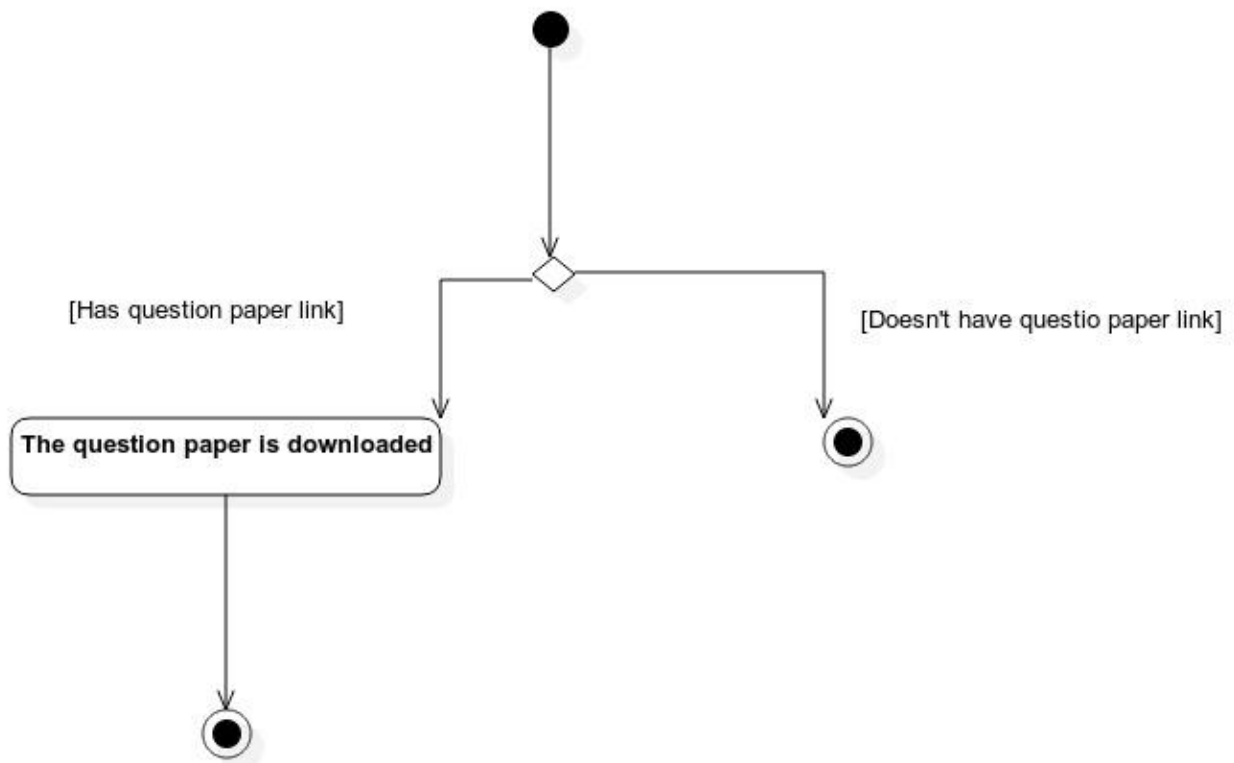 [Has question paper link]
[Doesn't have questio paper link]
The question paper is downloaded